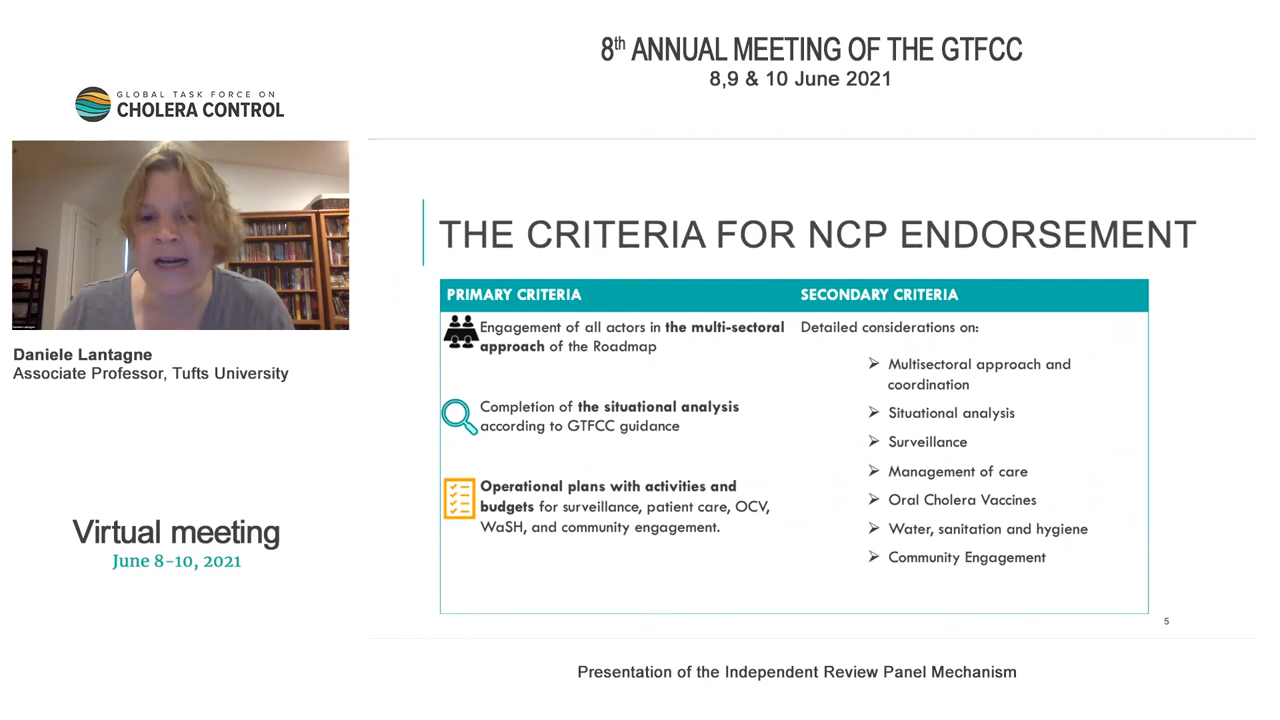 8th ANNUAL MEETING OF THE GTFCC
8,9 & 10 June 2021
GLOBAL TASK FORCE ON
CHOLERA CONTROL
Daniele Lantagne
Daniele Lantagne
Associate Professor, Tufts University
Virtual meeting
June 8-10, 2021
THE CRITERIA FOR NCP ENDORSEMENT
PRIMARY CRITERIA
Engagement of all actors in the multi-sectoral
approach of the Roadmap
Completion of the situational analysis
according to GTFCC guidance
Operational plans with activities and
budgets for surveillance, patient care, OCV,
WaSH, and community engagement.
SECONDARY CRITERIA
Detailed considerations on:
➢ Multisectoral approach and
coordination
➢ Situational analysis
➢ Surveillance
➢ Management of care
➢ Oral Cholera Vaccines
➢ Water, sanitation and hygiene
➢ Community Engagement
5
Presentation of the Independent Review Panel Mechanism